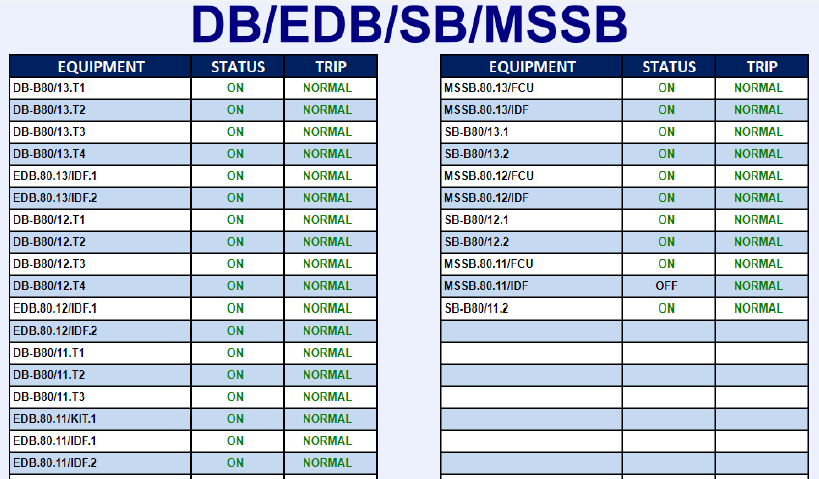 DB/EDB/SB/MSSB
EQUIPMENT STATUS TRIP
DB-B80/13.T1 ON NORMAL
DB-B80/13.T2 ON NORMAL
DB-B80/13.T3 ON NORMAL
DB-B80/13.T4 ON NORMAL
EDB.80.13/IDF.1 ON NORMAL
EDB.80.13/IDF.2 ON NORMAL
DB-B80/12.T1 ON NORMAL
DB-B80/12.T2 ON NORMAL
DB-B80/12.T3 ON NORMAL
DB-B80/12.T4 ON NORMAL
EDB.80.12/IDF.1 ON NORMAL
EDB.80.12/IDF.2 ON NORMAL
DB-B80/11.T1 ON NORMAL
DB-B80/11.T2 ON NORMAL
DB-B80/11.T3 ON NORMAL
EDB.80.11/KIT.1 ON NORMAL
EDB.80.11/IDF.1 ON NORMAL
EDB.80.11/IDF.2 ON NORMAL
EQUIPMENT STATUS TRIP
MSSB.80.13/FCU ON NORMAL
MSSB.80.13/IDF ON NORMAL
SB-B80/13.1 ON NORMAL
SB-B80/13.2 ON NORMAL
MSSB.80.12/FCU ON NORMAL
MSSB.80.12/IDF ON NORMAL
SB-B80/12.1 ON NORMAL
SB-B80/12.2 ON NORMAL
MSSB.80.11/FCU ON NORMAL
MSSB.80.11/IDF OFF NORMAL
SB-B80/11.2 ON NORMAL